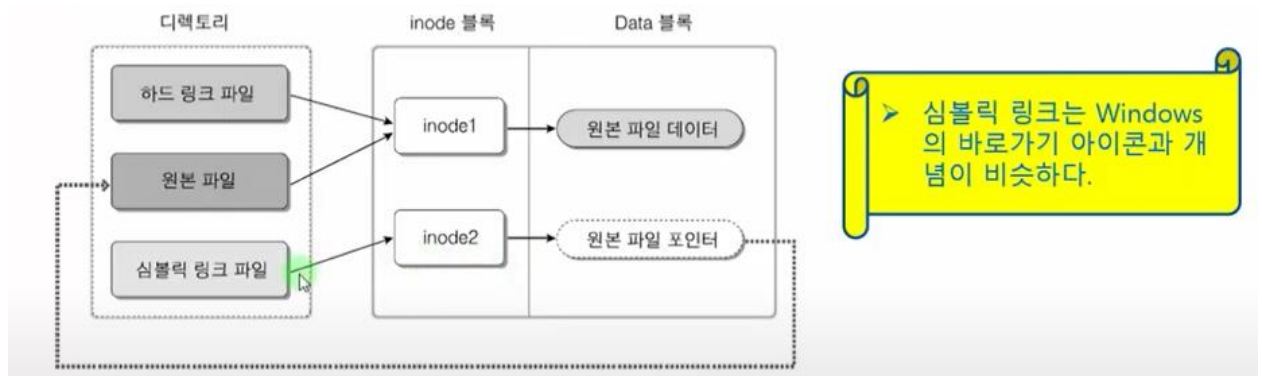 디렉토리
inode 블록
Data 블록
하드 링크 파일
원본 파일
심볼릭 링크 파일
inode1
inode2
원본 파일 데이터
원본 파일 포인터
➢ 심볼릭 링크는 Windows
의 바로가기 아이콘과 개
념이 비슷하다.